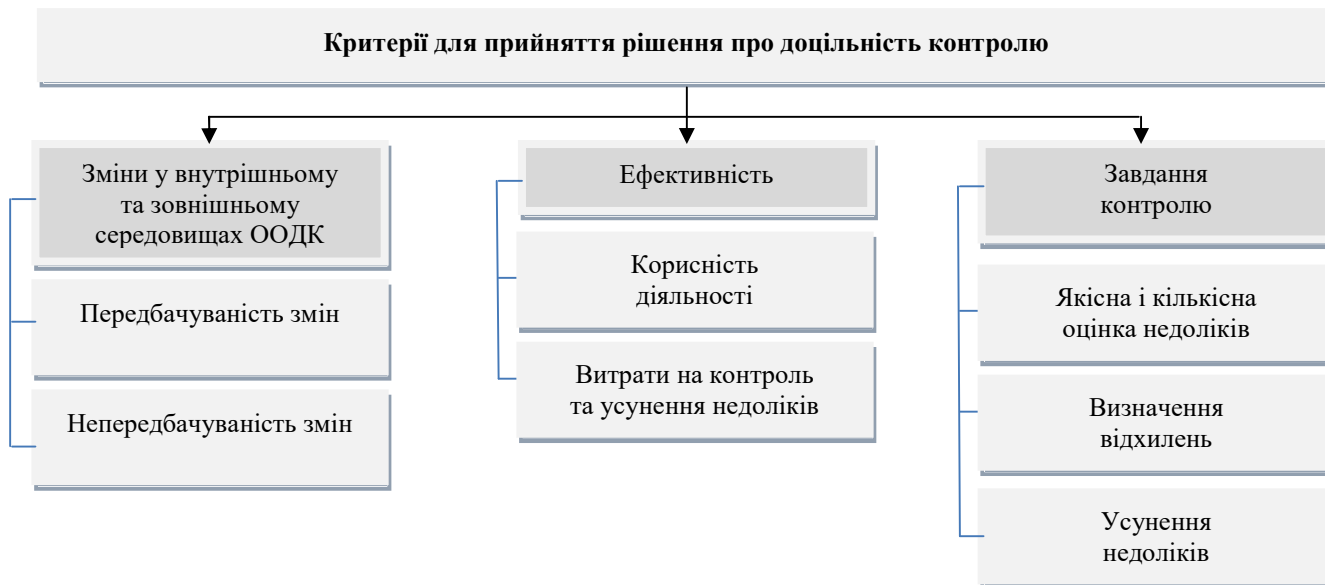 Критерії для прийняття рішення про доцільність контролю
Зміни у внутрішньому
та зовнішньому
середовищах ООДК
Передбачуваність змін
Непередбачуваність змін
Ефективність
Корисність
діяльності
Витрати на контроль
та усунення недоліків
Завдання
контролю
Якісна і кількісна
оцінка недоліків
Визначення
відхилень
Усунення
недоліків